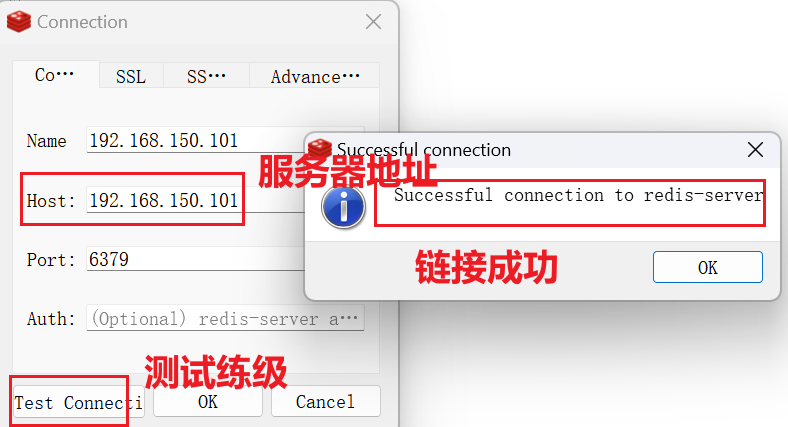 Connection
Co…
SSL
SS…
Advance…
Name 192.168.150.101
Successful connection
服务器地址
Host: 192.168.150.101
Successful connection to redis-server
Port: 6379
链接成功
OK
Auth: (Optional) redis-server a…
测试练级
Test Connecti
OK
Cancel